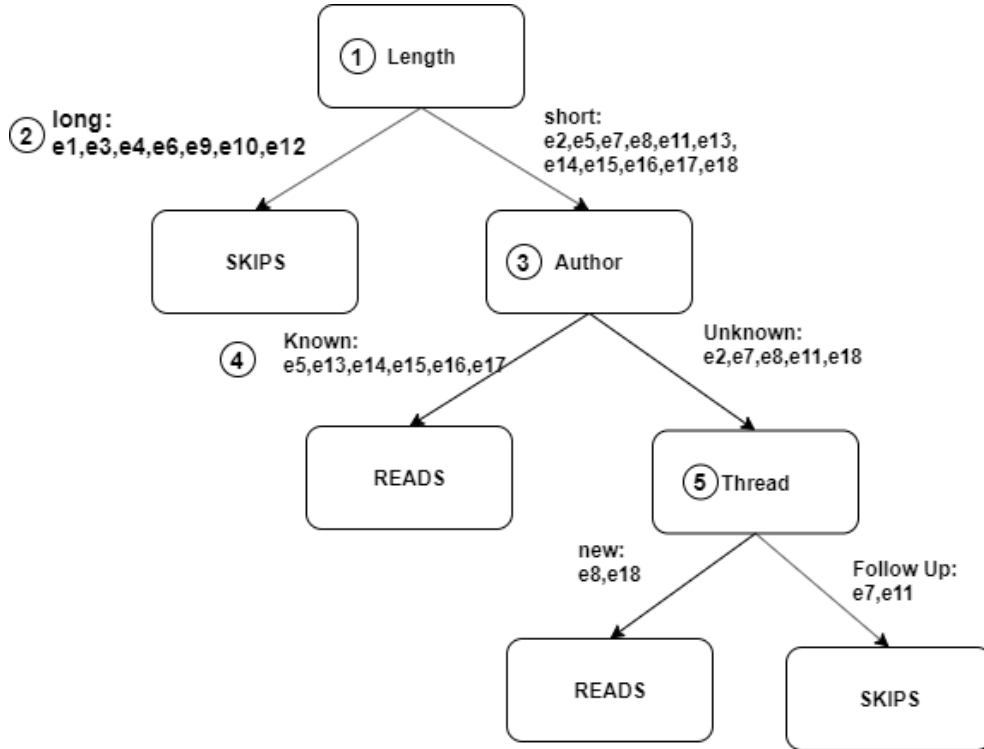 1 Length
2 long:
e1,e3,e4,e6,e9,e10,e12
short:
e2,e5,e7,e8,e11,e13,
e14,e15,e16,e17,e18
SKIPS
3 Author
4 Known:
e5,e13,e14,e15,e16,e17
Unknown:
e2,e7,e8,e11,e18
READS
5 Thread
new:
e8,e18
Follow Up:
e7,e11
READS
SKIPS